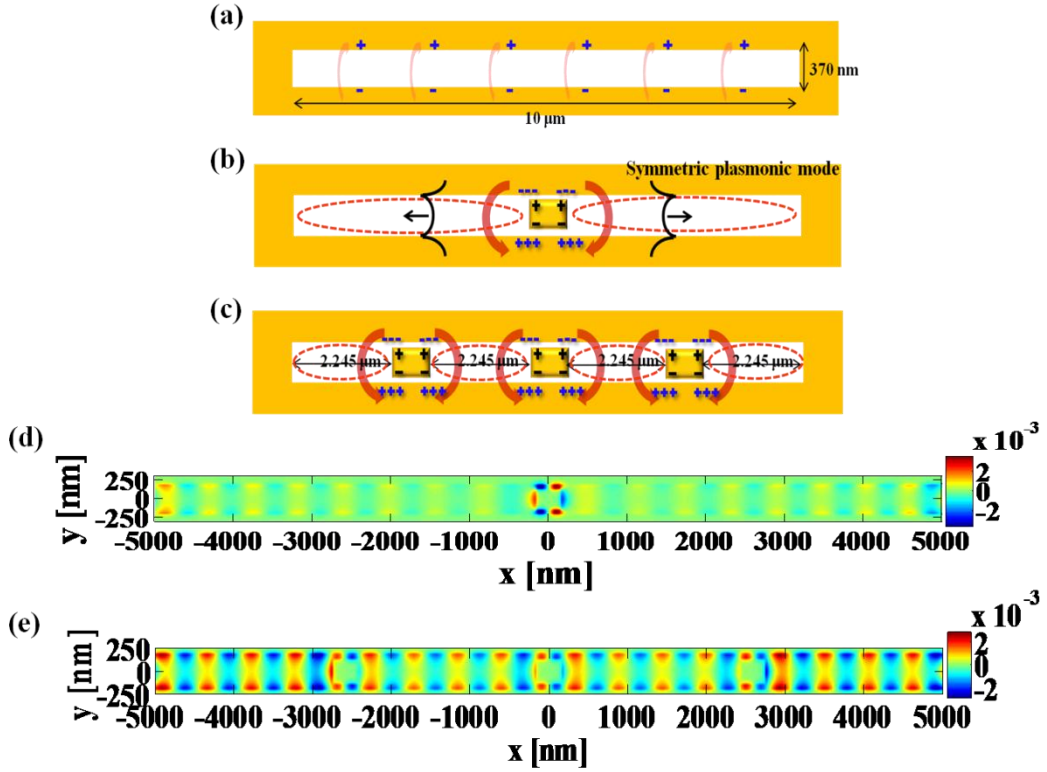 (a)
+ + + + + +
- - - - - -
370 nm
10 µm
(b)
Symmetric plasmonic mode
--- ---
+ +
- -
+++ +++
(c)
--- --- --- --- --- ---
+ + + + + +
2.245 µm 2.245 µm 2.245 µm 2.245 µm
- - - - - -
+++ +++ +++ +++ +++ +++
(d)
x 10⁻³
250
0
-250
y [nm]
2
0
-2
-5000 -4000 -3000 -2000 -1000 0 1000 2000 3000 4000 5000
x [nm]
(e)
x 10⁻³
250
0
-250
y [nm]
2
0
-2
-5000 -4000 -3000 -2000 -1000 0 1000 2000 3000 4000 5000
x [nm]